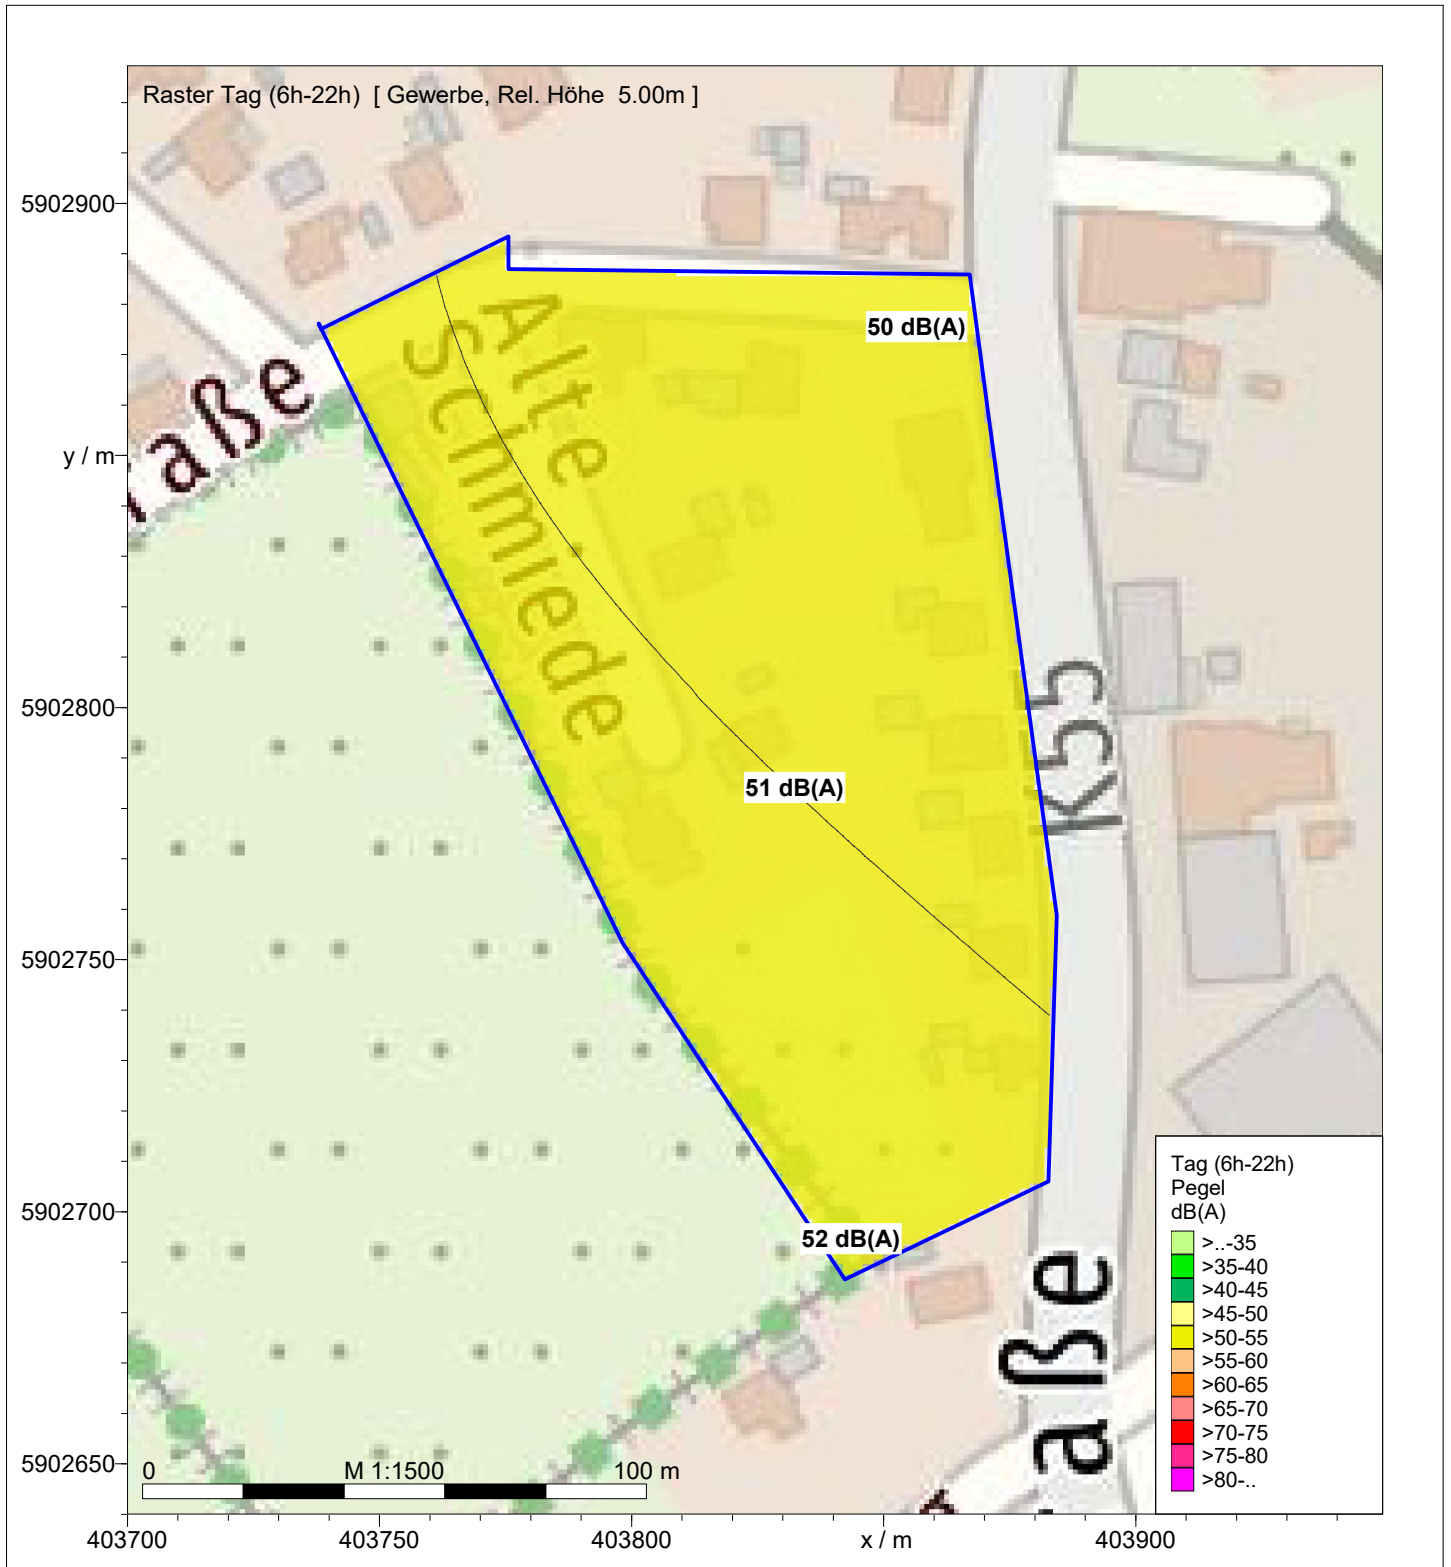 Raster Tag (6h-22h) [ Gewerbe, Rel. Höhe 5.00m ]
5902900
50 dB(A)
Alte
Schmiede
aße
y / m
5902800
K55
51 dB(A)
5902750
Tag (6h-22h)
Pegel
dB(A)
>..-35
>35-40
>40-45
>45-50
>50-55
>55-60
>60-65
>65-70
>70-75
>75-80
>80-..
5902700
52 dB(A)
aße
5902650
0 M 1:1500 100 m
403700 403750 403800 x / m 403900